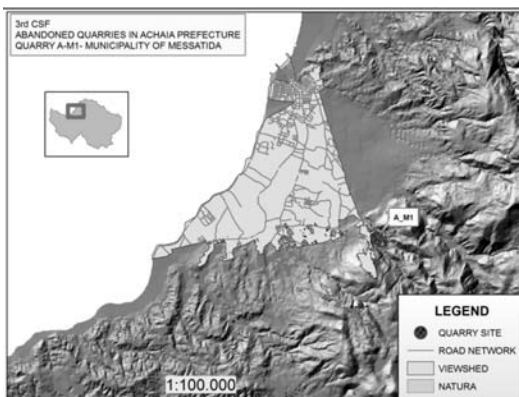 3rd CSF
ABANDONED QUARRIES IN ACHAIA PREFECTURE
QUARRY A-M1- MUNICIPALITY OF MESSATIDA
N
A_M1
LEGEND
QUARRY SITE
ROAD NETWORK
VIEWSHED
NATURA
1:100.000